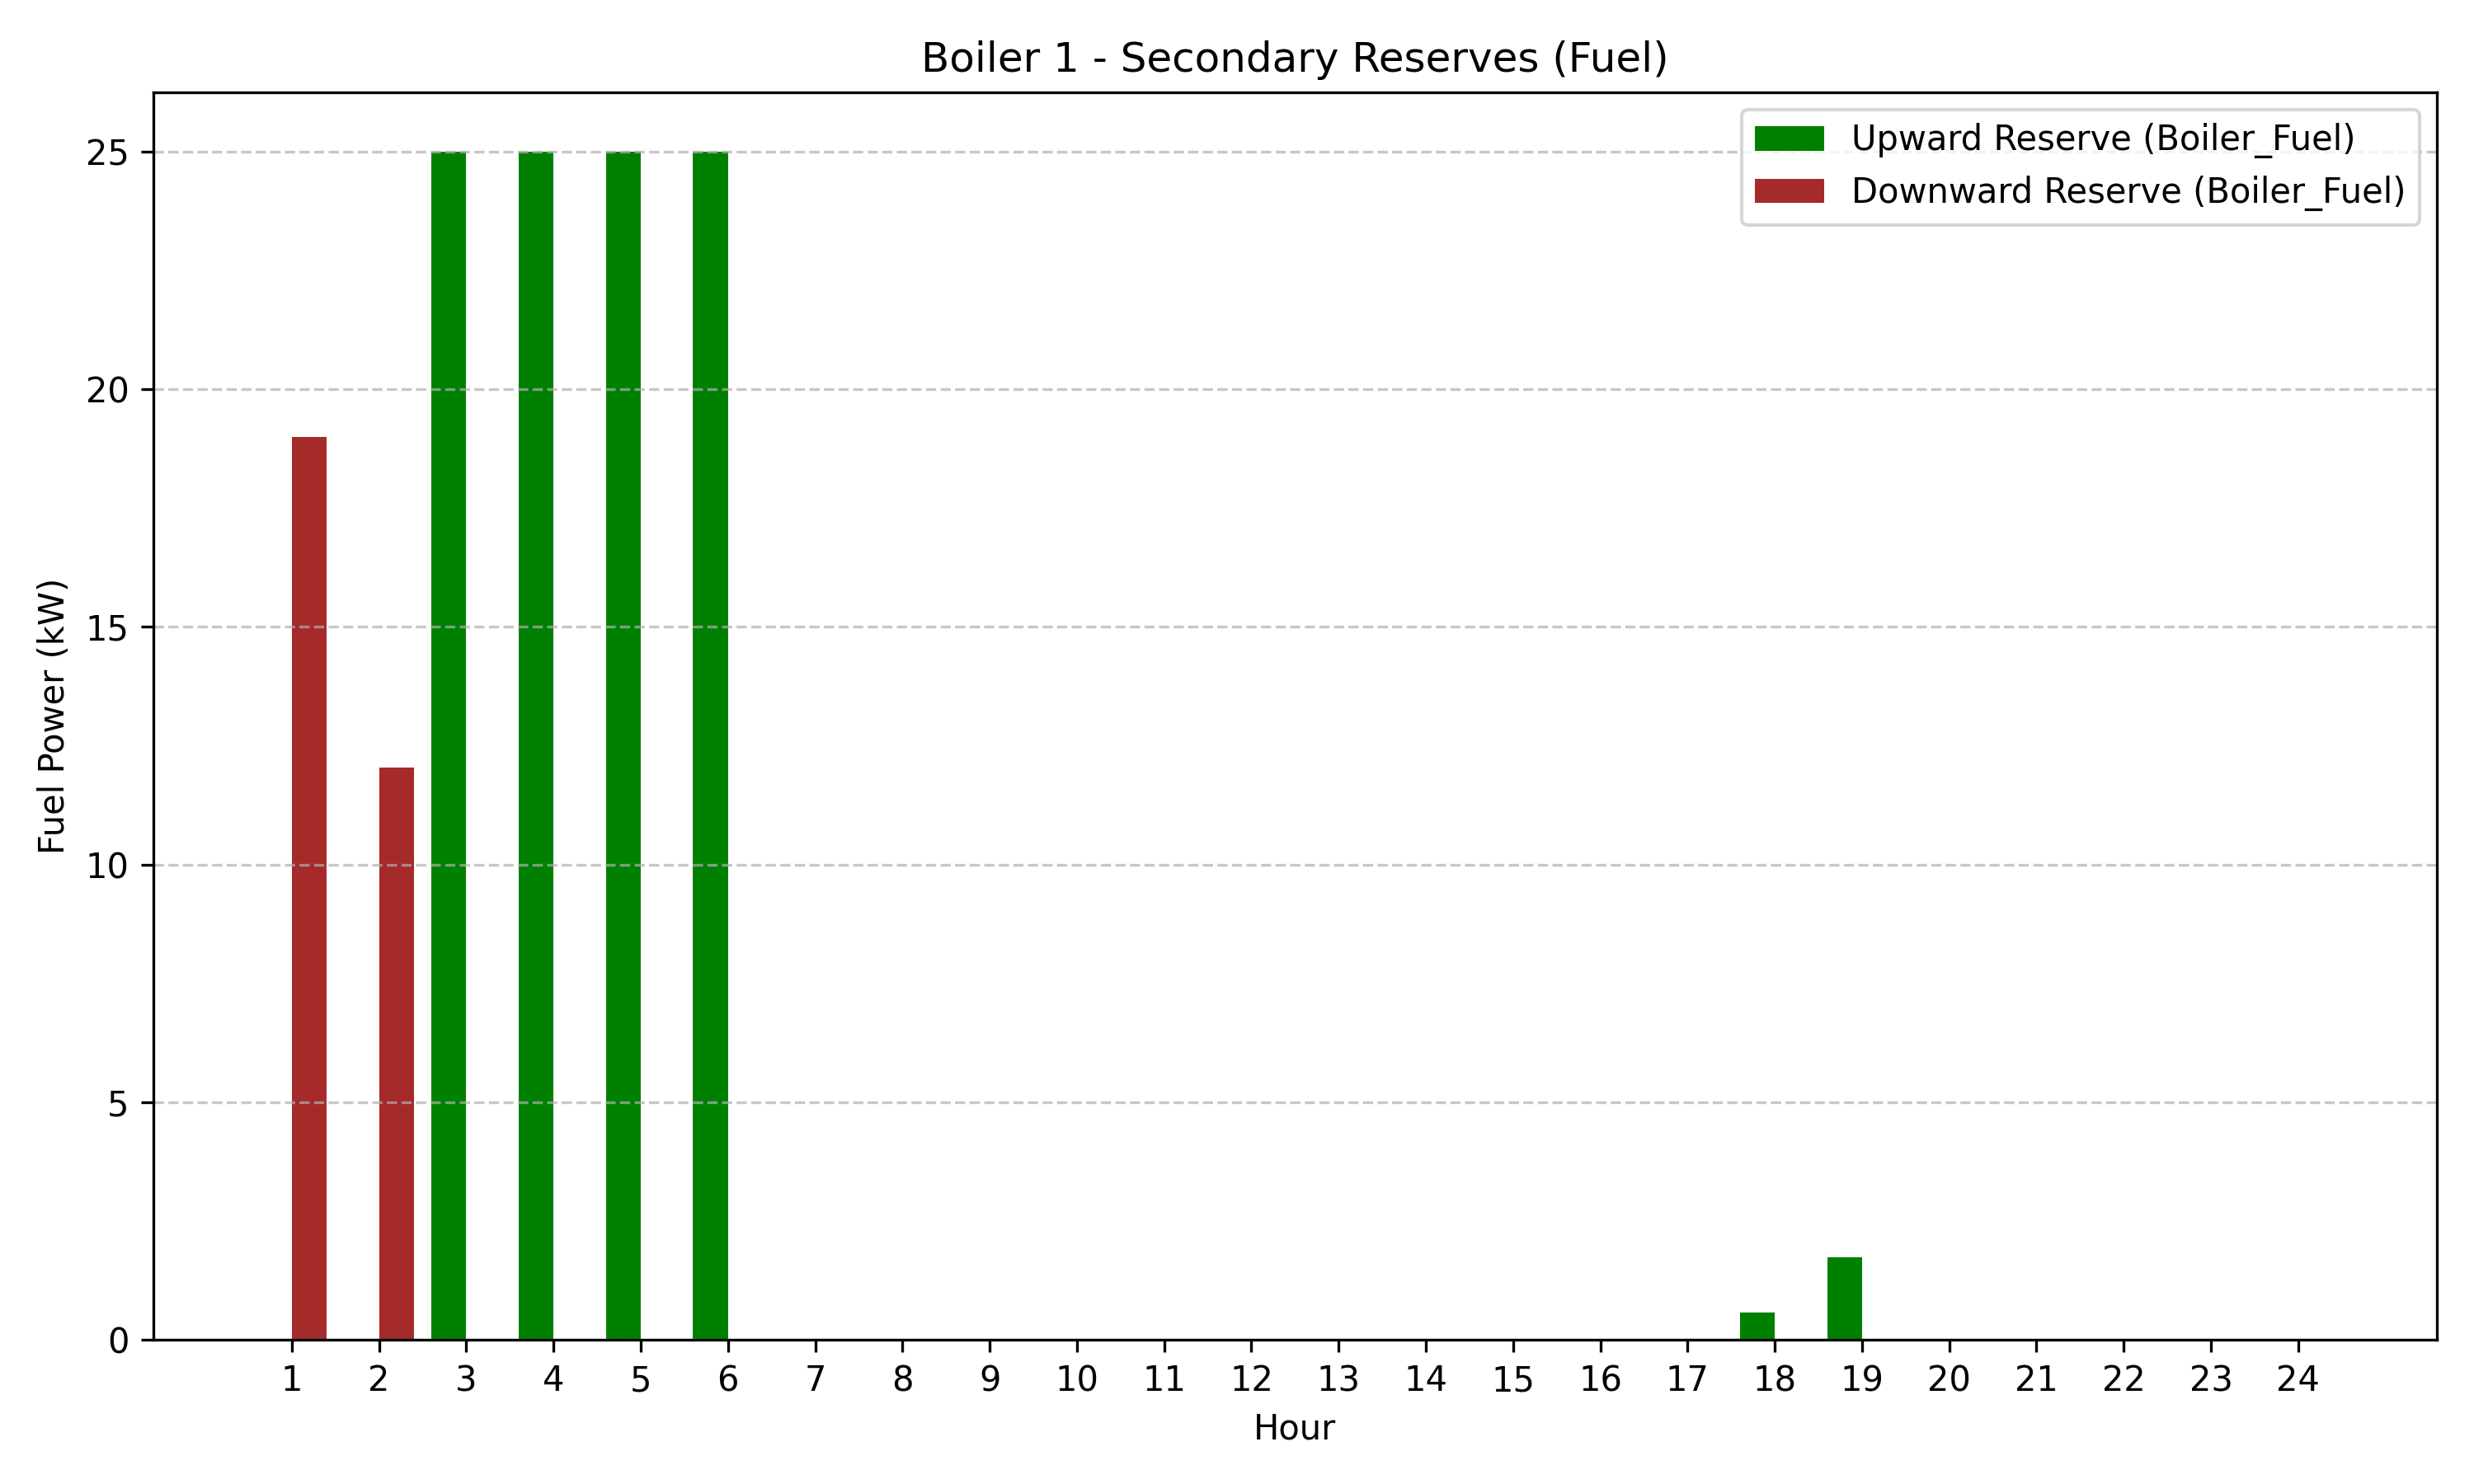 Boiler 1 - Secondary Reserves (Fuel)
Upward Reserve (Boiler_Fuel)
Downward Reserve (Boiler_Fuel)
Fuel Power (kW)
25
20
15
10
5
0
1 2 3 4 5 6 7 8 9 10 11 12 13 14 15 16 17 18 19 20 21 22 23 24
Hour